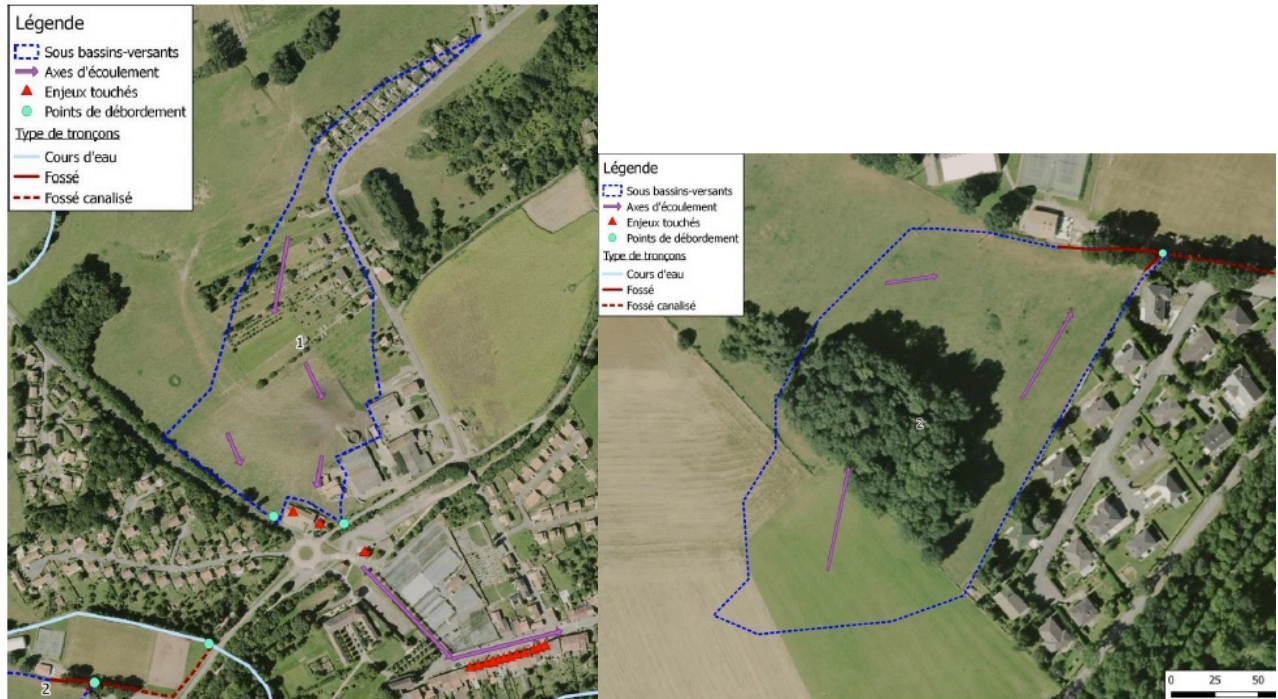 Légende
Sous bassins-versants
Axes d'écoulement
Enjeux touchés
Points de débordement
Type de tronçons
Cours d'eau
Fossé
Fossé canalisé
1
2
Légende
Sous bassins-versants
Axes d'écoulement
Enjeux touchés
Points de débordement
Type de tronçons
Cours d'eau
Fossé
Fossé canalisé
2
0 25 50